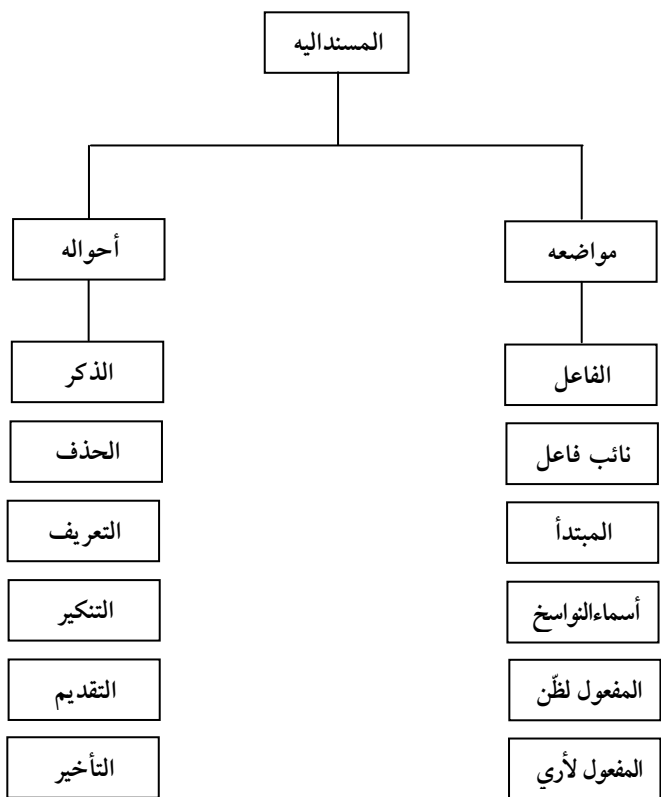 المسنداليه
مواضعه
أحواله
الفاعل
الذكر
نائب فاعل
الحذف
المبتدأ
التعريف
أسماءالنواسخ
التنكير
المفعول لظّن
التقديم
المفعول لأري
التأخير